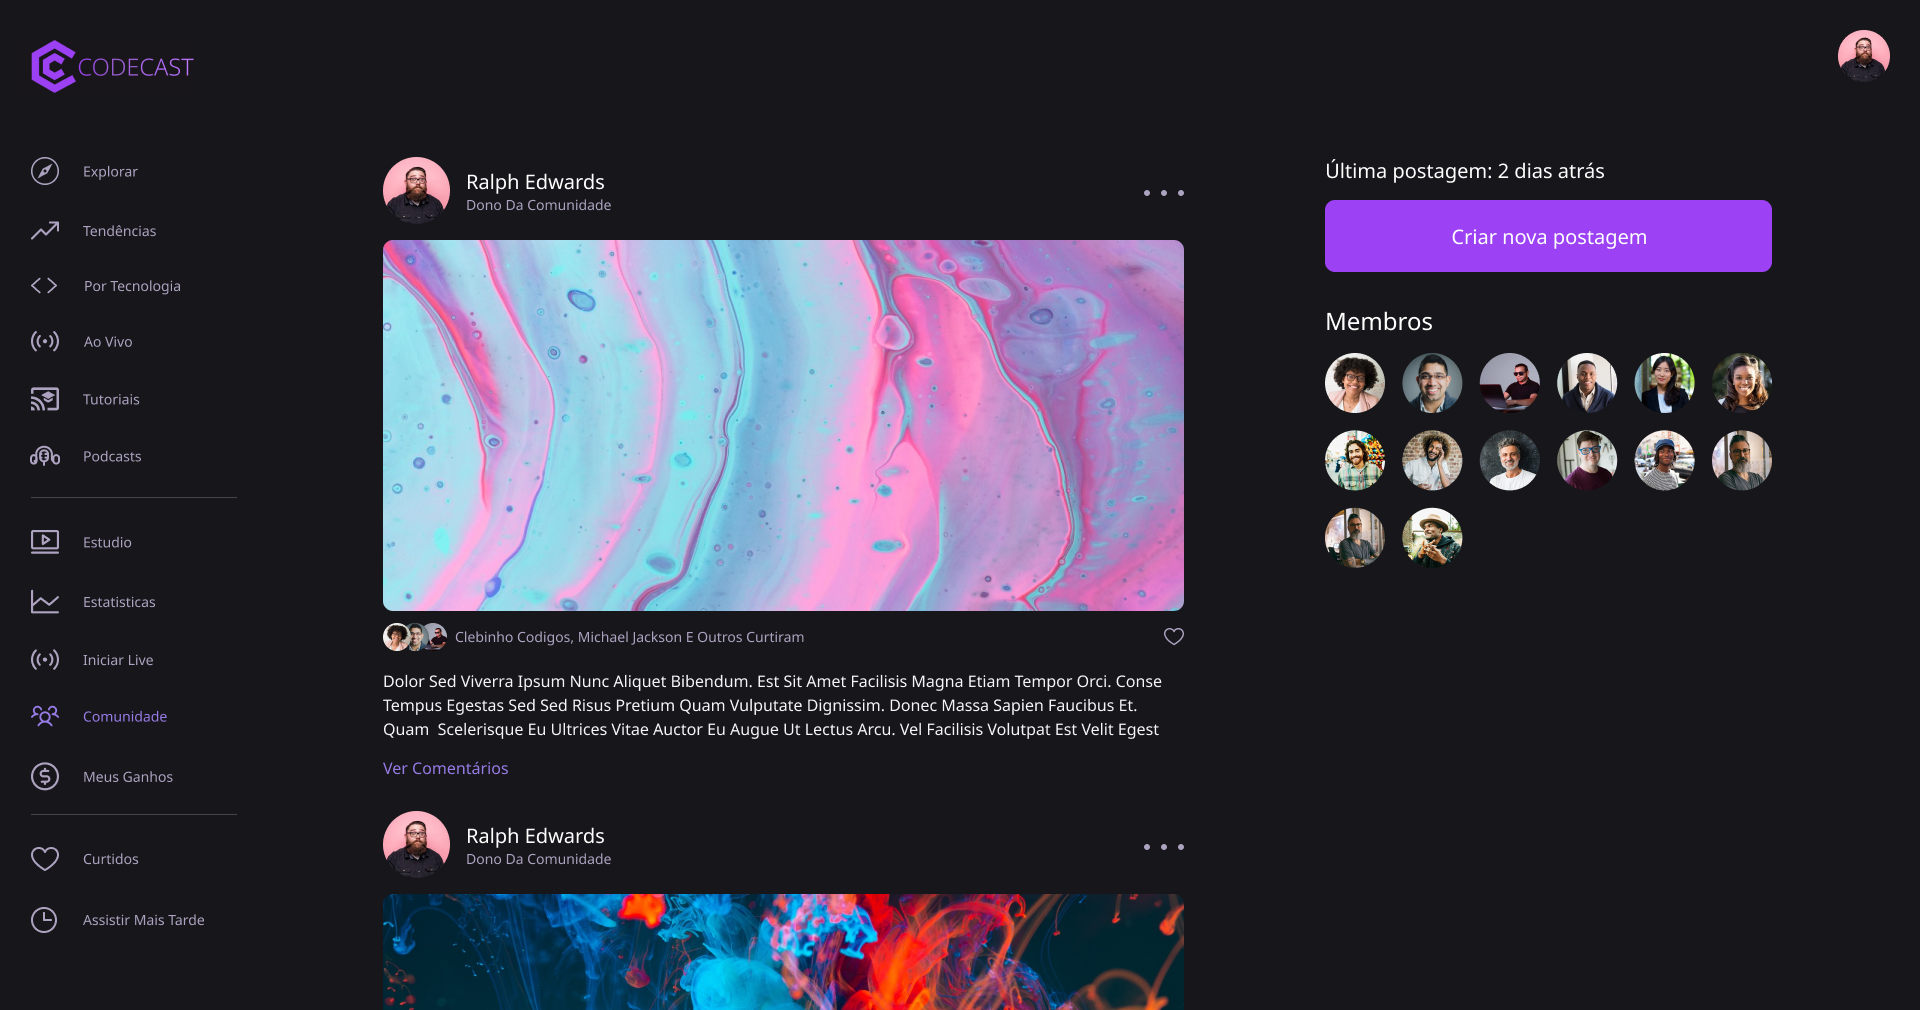 CODECAST
Explorar
Tendências
Por Tecnologia
Ao Vivo
Tutoriais
Podcasts
Estudio
Estatisticas
Iniciar Live
Comunidade
Meus Ganhos
Curtidos
Assistir Mais Tarde
Ralph Edwards
Dono Da Comunidade
Clebinho Codigos, Michael Jackson E Outros Curtiram
Dolor Sed Viverra Ipsum Nunc Aliquet Bibendum. Est Sit Amet Facilisis Magna Etiam Tempor Orci. Conse
Tempus Egestas Sed Sed Risus Pretium Quam Vulputate Dignissim. Donec Massa Sapien Faucibus Et.
Quam  Scelerisque Eu Ultrices Vitae Auctor Eu Augue Ut Lectus Arcu. Vel Facilisis Volutpat Est Velit Egest
Ver Comentários
Ralph Edwards
Dono Da Comunidade
Última postagem: 2 dias atrás
Criar nova postagem
Membros